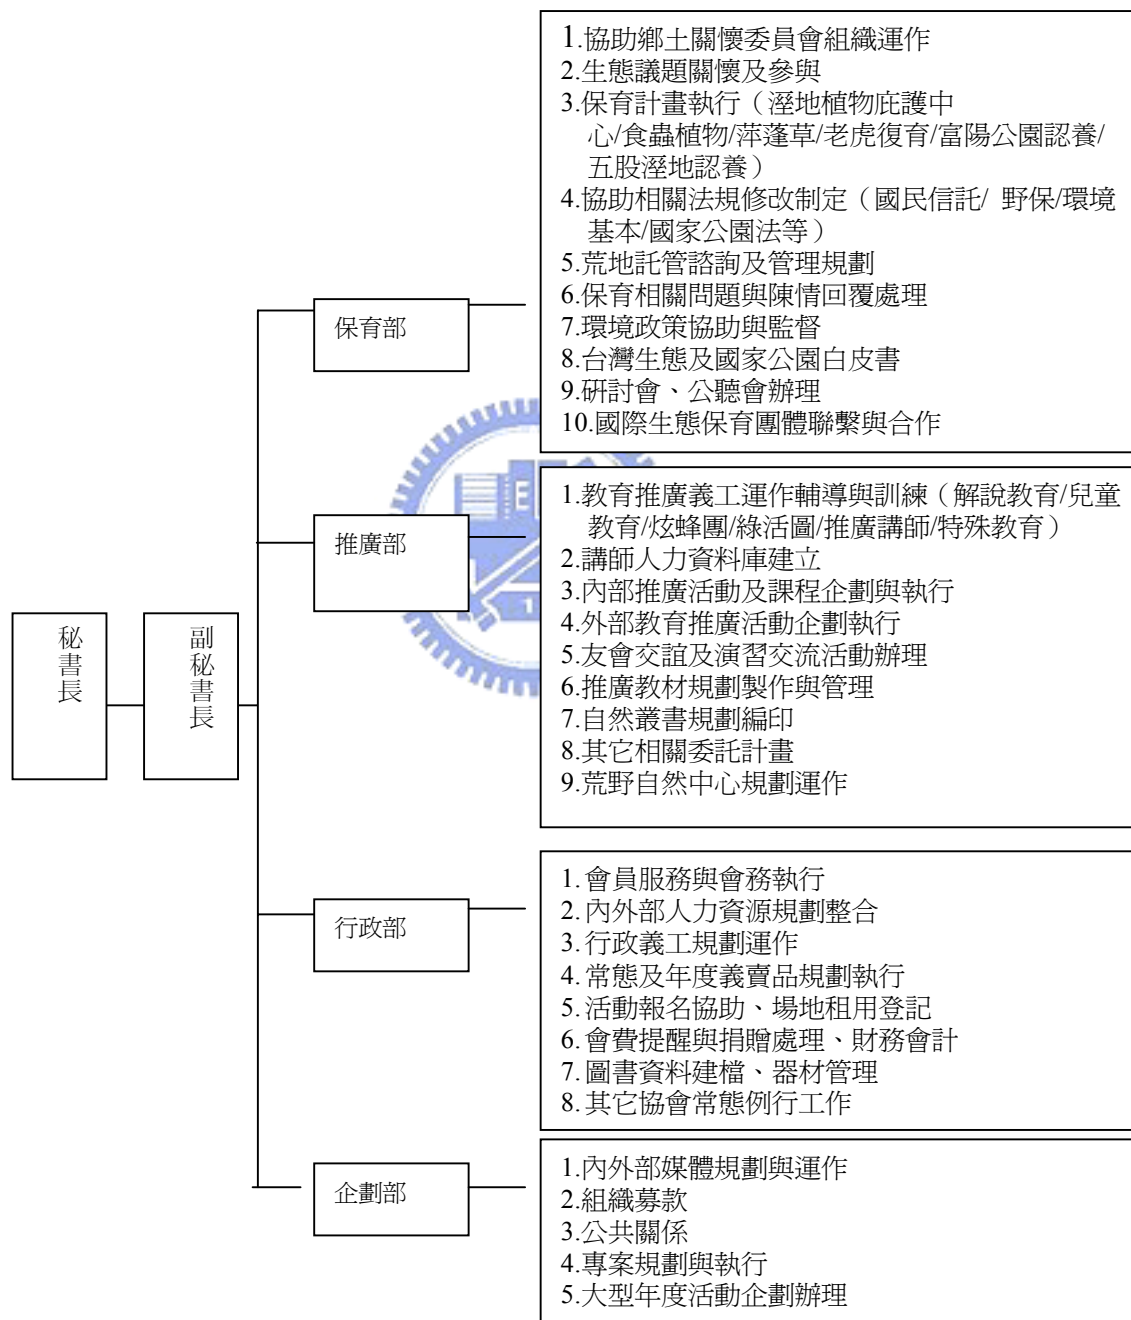 1.協助鄉土關懷委員會組織運作
2.生態議題關懷及參與
3.保育計畫執行（溼地植物庇護中
心/食蟲植物/萍蓬草/老虎復育/富陽公園認養/
五股溼地認養）
4.協助相關法規修改制定（國民信託/ 野保/環境
基本/國家公園法等）
5.荒地託管諮詢及管理規劃
6.保育相關問題與陳情回覆處理
7.環境政策協助與監督
8.台灣生態及國家公園白皮書
9.研討會、公聽會辦理
10.國際生態保育團體聯繫與合作
保育部
1.教育推廣義工運作輔導與訓練（解說教育/兒童
教育/炫蜂團/綠活圖/推廣講師/特殊教育）
2.講師人力資料庫建立
3.內部推廣活動及課程企劃與執行
4.外部教育推廣活動企劃執行
5.友會交誼及演習交流活動辦理
6.推廣教材規劃製作與管理
7.自然叢書規劃編印
8.其它相關委託計畫
9.荒野自然中心規劃運作
推廣部
秘書長
副秘書長
1.會員服務與會務執行
2.內外部人力資源規劃整合
3.行政義工規劃運作
4.常態及年度義賣品規劃執行
5.活動報名協助、場地租用登記
6.會費提醒與捐贈處理、財務會計
7.圖書資料建檔、器材管理
8.其它協會常態例行工作
行政部
1.內外部媒體規劃與運作
2.組織募款
3.公共關係
4.專案規劃與執行
5.大型年度活動企劃辦理
企劃部